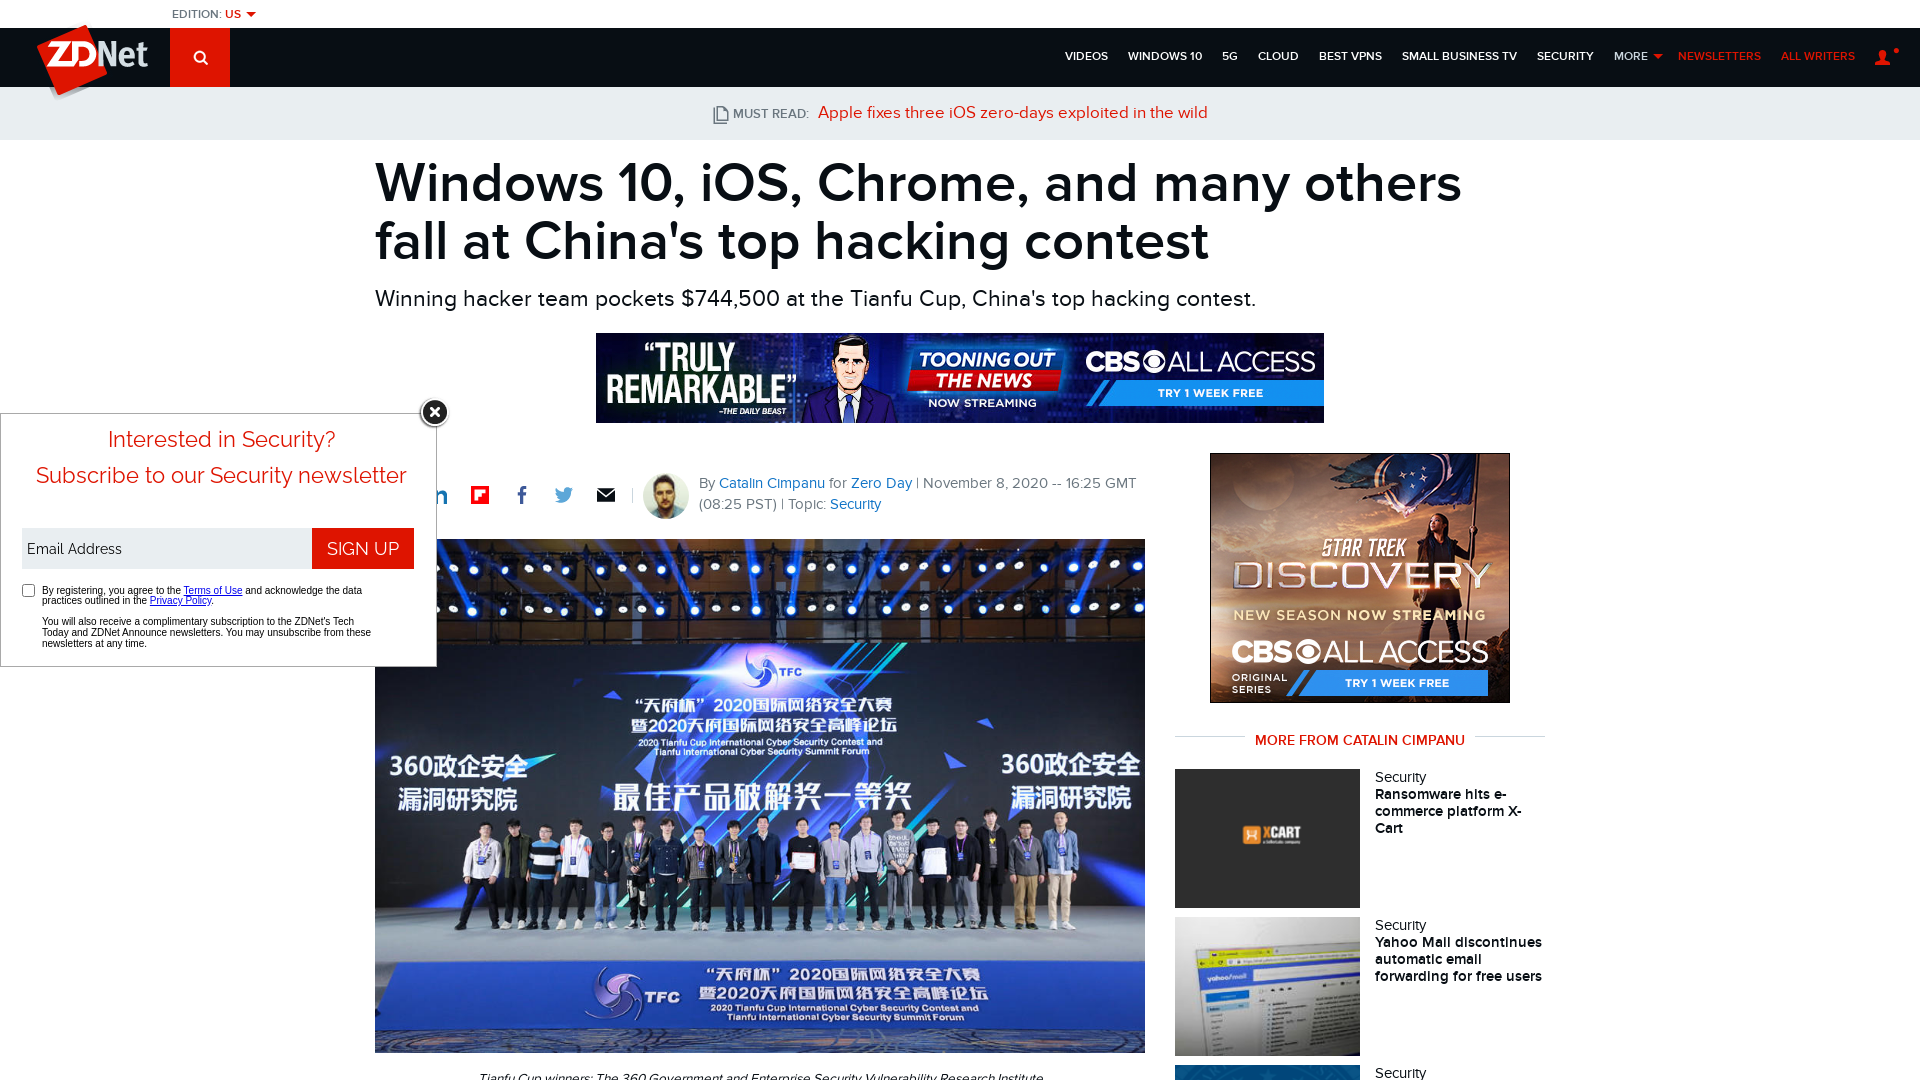 EDITION: US
ZDNet
VIDEOS WINDOWS 10 5G CLOUD BEST VPNS SMALL BUSINESS TV SECURITY MORE NEWSLETTERS ALL WRITERS
MUST READ: Apple fixes three iOS zero-days exploited in the wild
Windows 10, iOS, Chrome, and many others
fall at China's top hacking contest
Winning hacker team pockets $744,500 at the Tianfu Cup, China's top hacking contest.
"TRULY
REMARKABLE"
–THE DAILY BEAST
TOONING OUT
THE NEWS
NOW STREAMING
CBS ALL ACCESS
TRY 1 WEEK FREE
Interested in Security?
Subscribe to our Security newsletter
Email Address
SIGN UP
By registering, you agree to the Terms of Use and acknowledge the data
practices outlined in the Privacy Policy.
You will also receive a complimentary subscription to the ZDNet's Tech
Today and ZDNet Announce newsletters. You may unsubscribe from these
newsletters at any time.
By Catalin Cimpanu for Zero Day | November 8, 2020 -- 16:25 GMT
(08:25 PST) | Topic: Security
TFC
“天府杯”2020国际网络安全大赛
暨2020天府国际网络安全高峰论坛
2020 Tianfu Cup International Cyber Security Contest and
Tianfu International Cyber Security Summit Forum
360政企安全
漏洞研究院
最佳产品破解奖一等奖
360政企安全
漏洞研究院
TFC
“天府杯”2020国际网络安全大赛
暨2020天府国际网络安全高峰论坛
2020 Tianfu Cup International Cyber Security Contest and
Tianfu International Cyber Security Summit Forum
Tianfu Cup winners: The 360 Government and Enterprise Security Vulnerability Research Institute
STAR TREK
DISCOVERY
NEW SEASON NOW STREAMING
CBS ALL ACCESS
ORIGINAL
SERIES
TRY 1 WEEK FREE
MORE FROM CATALIN CIMPANU
XCART
Security
Ransomware hits e-
commerce platform X-
Cart
Security
Yahoo Mail discontinues
automatic email
forwarding for free users
Security